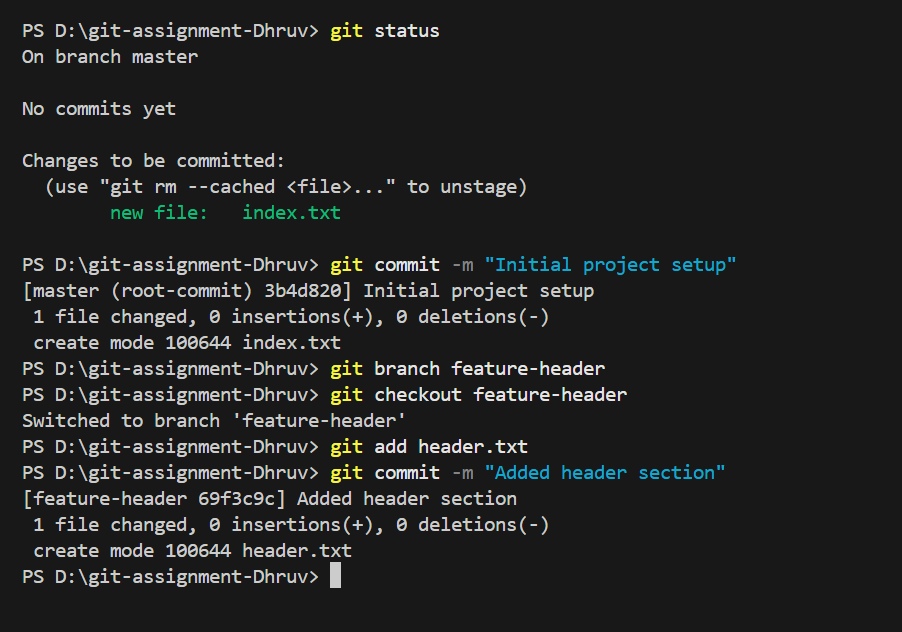 PS D:\git-assignment-Dhruv> git status
On branch master
No commits yet
Changes to be committed:
  (use "git rm --cached <file>..." to unstage)
        new file:   index.txt
PS D:\git-assignment-Dhruv> git commit -m "Initial project setup"
[master (root-commit) 3b4d820] Initial project setup
 1 file changed, 0 insertions(+), 0 deletions(-)
 create mode 100644 index.txt
PS D:\git-assignment-Dhruv> git branch feature-header
PS D:\git-assignment-Dhruv> git checkout feature-header
Switched to branch 'feature-header'
PS D:\git-assignment-Dhruv> git add header.txt
PS D:\git-assignment-Dhruv> git commit -m "Added header section"
[feature-header 69f3c9c] Added header section
 1 file changed, 0 insertions(+), 0 deletions(-)
 create mode 100644 header.txt
PS D:\git-assignment-Dhruv>